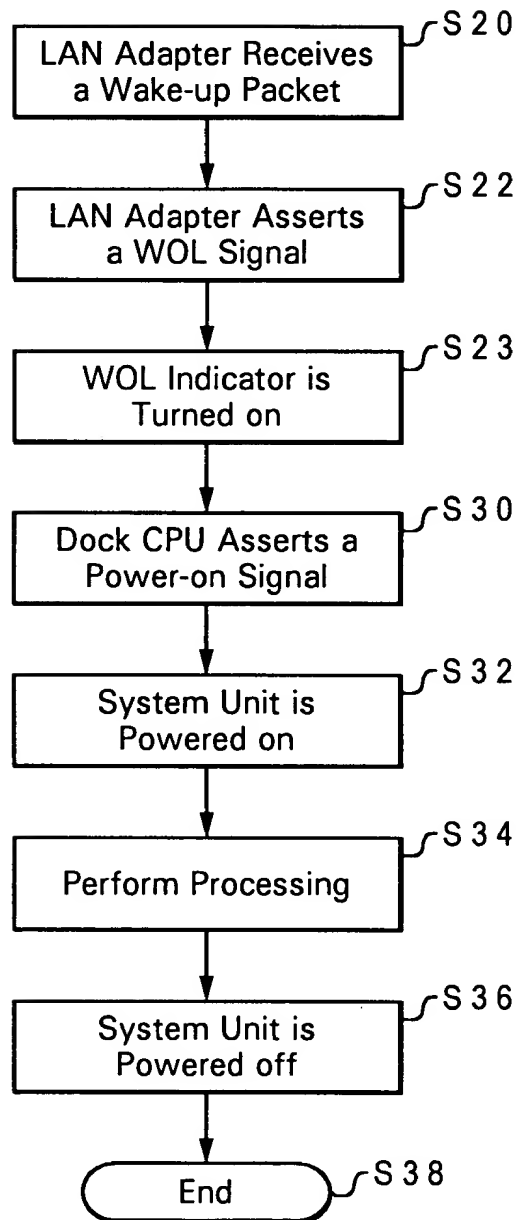 S20
LAN Adapter Receives
a Wake-up Packet
S22
LAN Adapter Asserts
a WOL Signal
S23
WOL Indicator is
Turned on
S30
Dock CPU Asserts a
Power-on Signal
S32
System Unit is
Powered on
S34
Perform Processing
S36
System Unit is
Powered off
S38
End